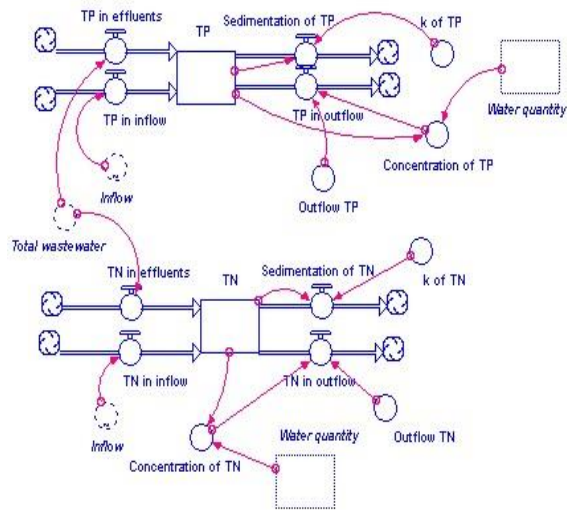 TP in effluents
TP
Sedimentation of TP
k of TP
TP in inflow
TP in outflow
Water quantity
Concentration of TP
Inflow
Outflow TP
Total wastewater
TN in effluents
TN
Sedimentation of TN
k of TN
TN in inflow
TN in outflow
Inflow
Water quantity
Outflow TN
Concentration of TN